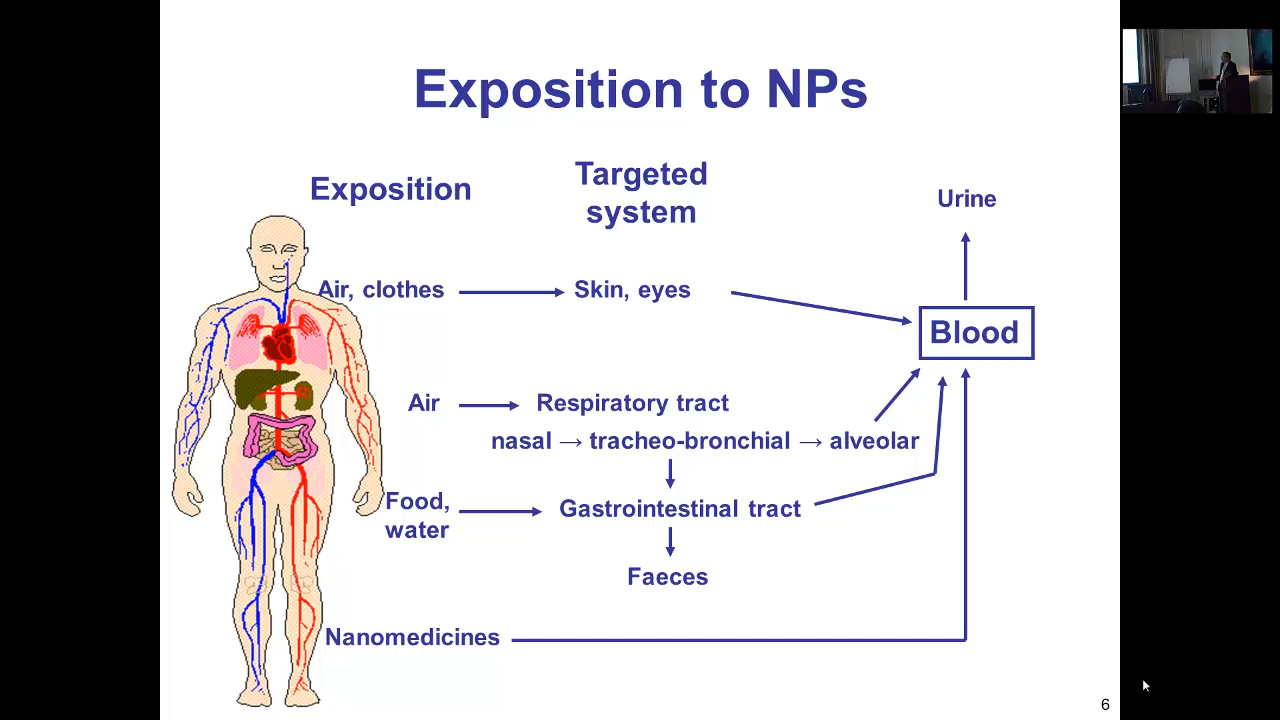 Exposition to NPs
Exposition
Targeted
system
Urine
Air, clothes
Skin, eyes
Blood
Air
Respiratory tract
nasal → tracheo-bronchial → alveolar
Food,
water
Gastrointestinal tract
Faeces
Nanomedicines
6